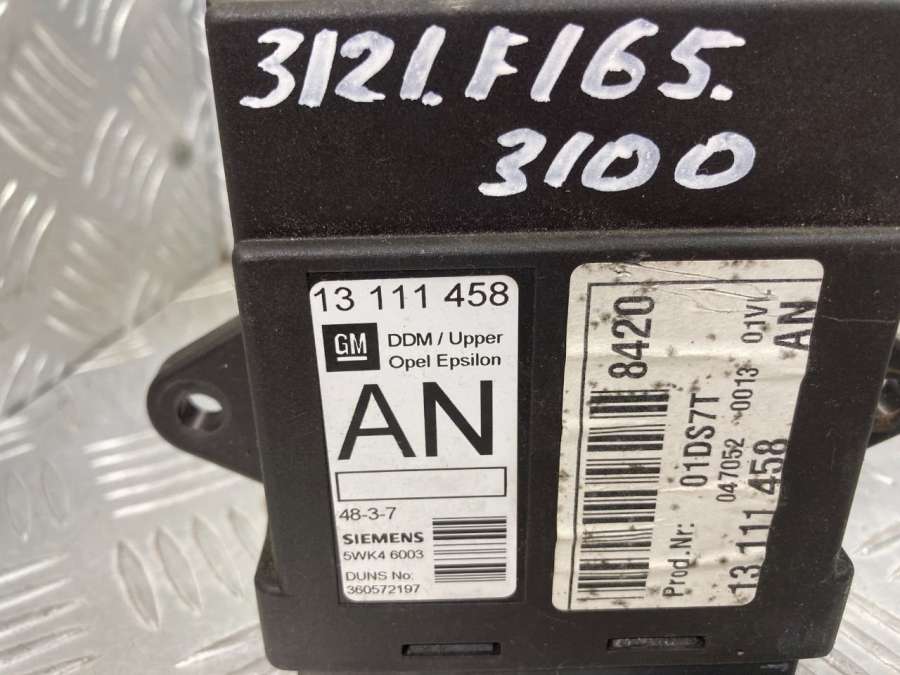 3121.F165.
3100
13 111 458
GM
DDM / Upper
Opel Epsilon
AN
48-3-7
SIEMENS
5WK4 6003
DUNS No:
360572197
8420
Prod.Nr: 01DS7T
047052 0013
13 111 458 AN